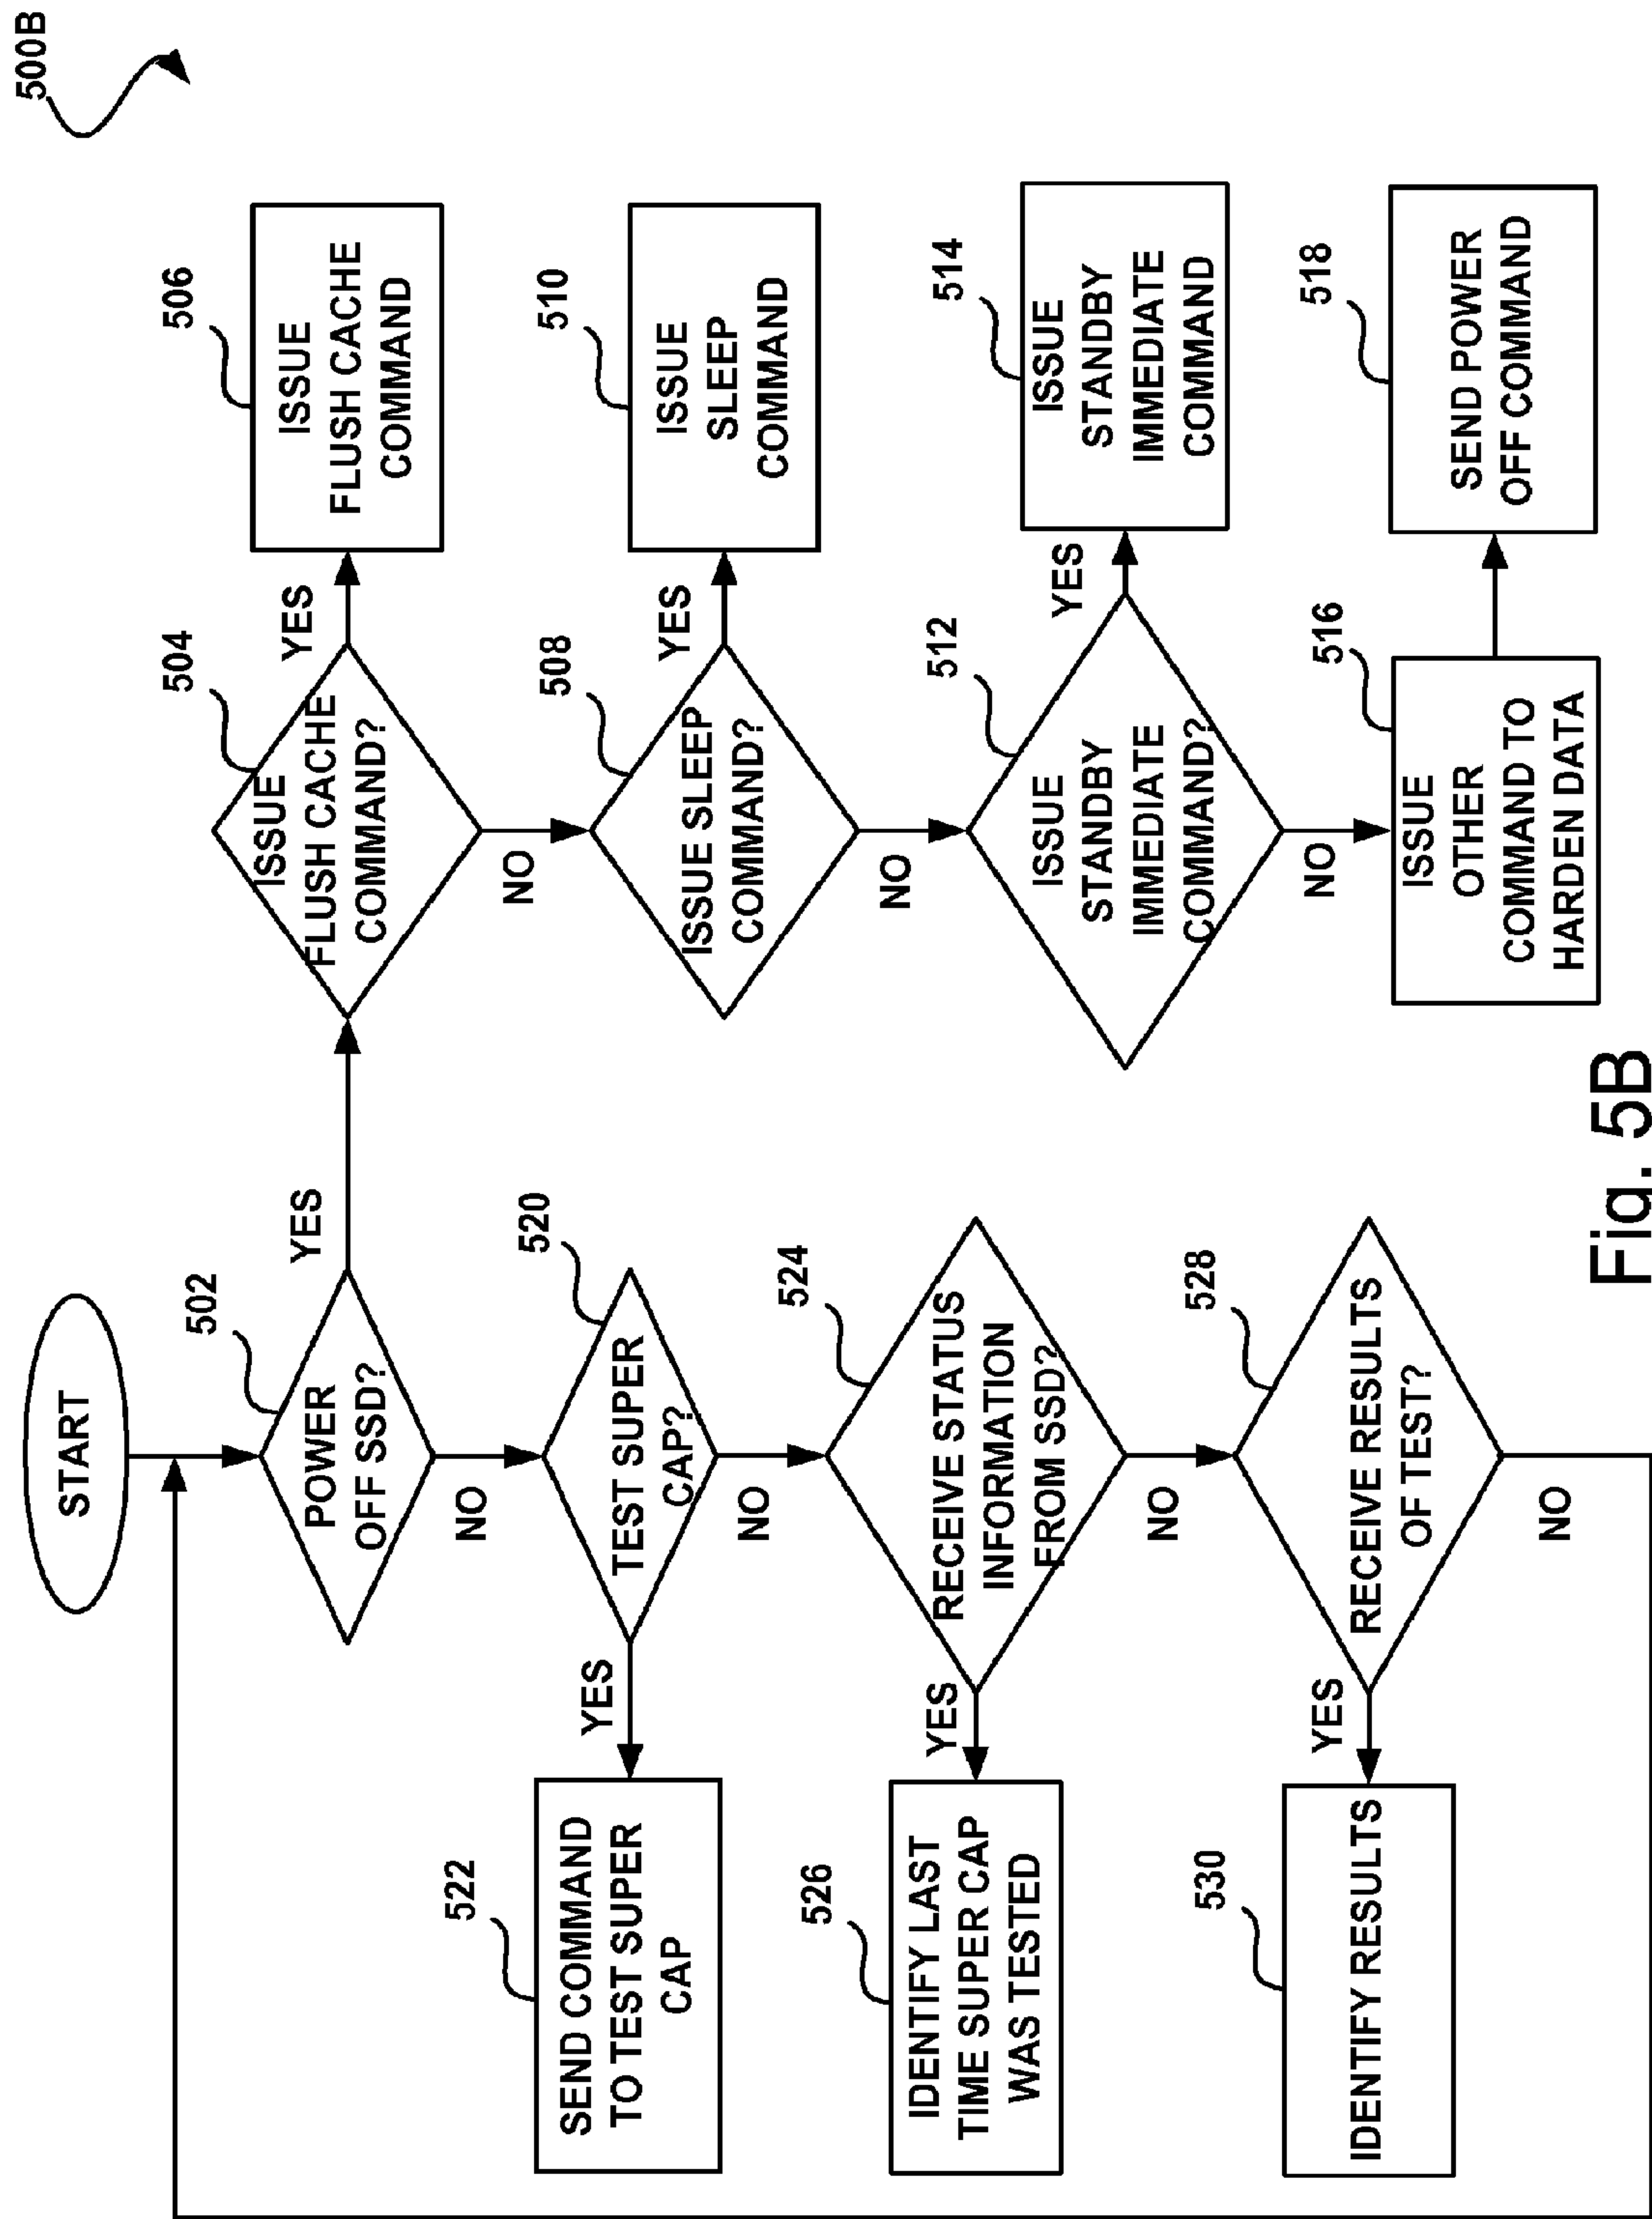 500B
START
502
POWER
OFF SSD?
YES
NO
504
ISSUE
FLUSH CACHE
COMMAND?
YES
NO
506
ISSUE
FLUSH CACHE
COMMAND
508
ISSUE SLEEP
COMMAND?
YES
NO
510
ISSUE
SLEEP
COMMAND
512
ISSUE
STANDBY
IMMEDIATE
COMMAND?
YES
NO
514
ISSUE
STANDBY
IMMEDIATE
COMMAND
516
ISSUE
OTHER
COMMAND TO
HARDEN DATA
518
SEND POWER
OFF COMMAND
520
TEST SUPER
CAP?
YES
NO
522
SEND COMMAND
TO TEST SUPER
CAP
524
RECEIVE STATUS
INFORMATION
FROM SSD?
YES
NO
526
IDENTIFY LAST
TIME SUPER CAP
WAS TESTED
528
RECEIVE RESULTS
OF TEST?
YES
NO
530
IDENTIFY RESULTS
Fig. 5B